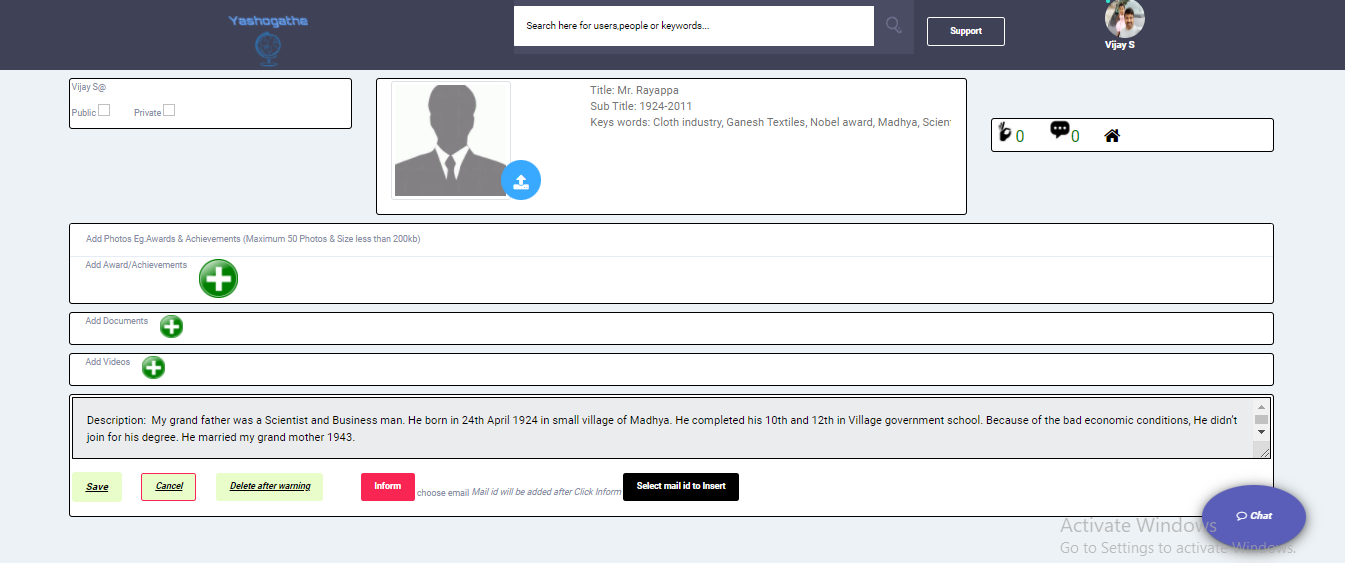 Yashogatha
Search here for users,people or keywords...
Support
Vijay S
Vijay S@
Public
Private
Title: Mr. Rayappa
Sub Title: 1924-2011
Keys words: Cloth industry, Ganesh Textiles, Nobel award, Madhya, Scien
0
0
Add Photos Eg.Awards & Achievements (Maximum 50 Photos & Size less than 200kb)
Add Award/Achievements
Add Documents
Add Videos
Description: My grand father was a Scientist and Business man. He born in 24th April 1924 in small village of Madhya. He completed his 10th and 12th in Village government school. Because of the bad economic conditions, He didn't
join for his degree. He married my grand mother 1943.
Save
Cancel
Delete after warning
Inform
choose email Mail id will be added after Click Inform
Select mail id to Insert
Chat
Activate Windows
Go to Settings to activate Windows.